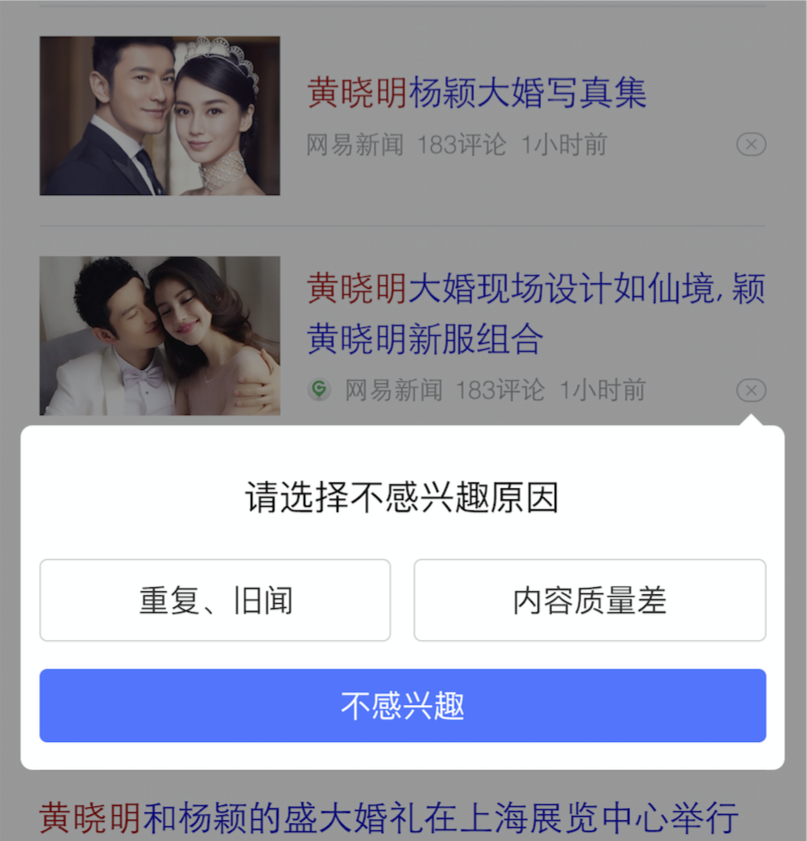 黄晓明杨颖大婚写真集
网易新闻 183评论 1小时前
黄晓明大婚现场设计如仙境，颖
黄晓明新服组合
网易新闻 183评论 1小时前
请选择不感兴趣原因
重复、旧闻
内容质量差
不感兴趣
黄晓明和杨颖的盛大婚礼在上海展览中心举行